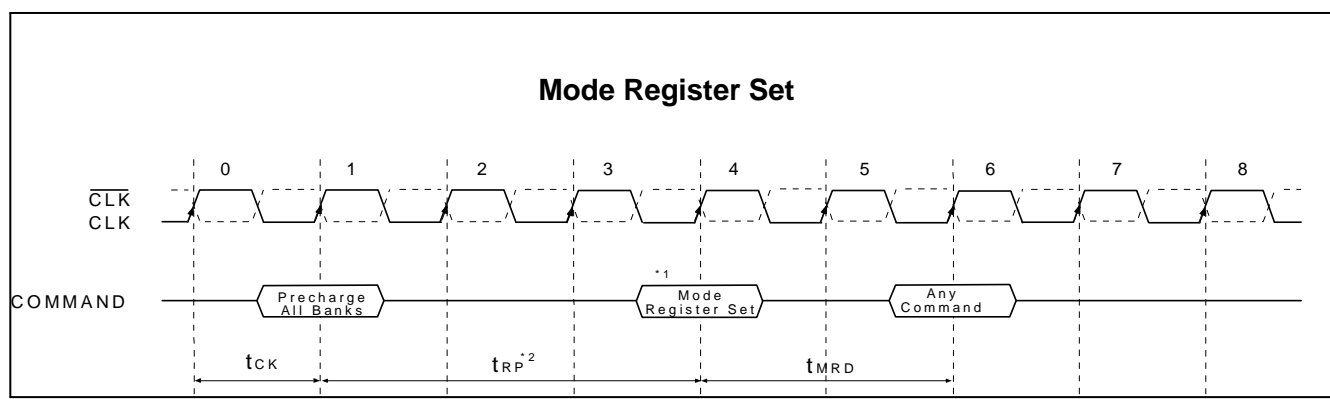 Mode Register Set
0 1 2 3 4 5 6 7 8
CLK
CLK
COMMAND
Precharge
All Banks
*1
Mode
Register Set
Any
Command
tCK
tRP*2
tMRD